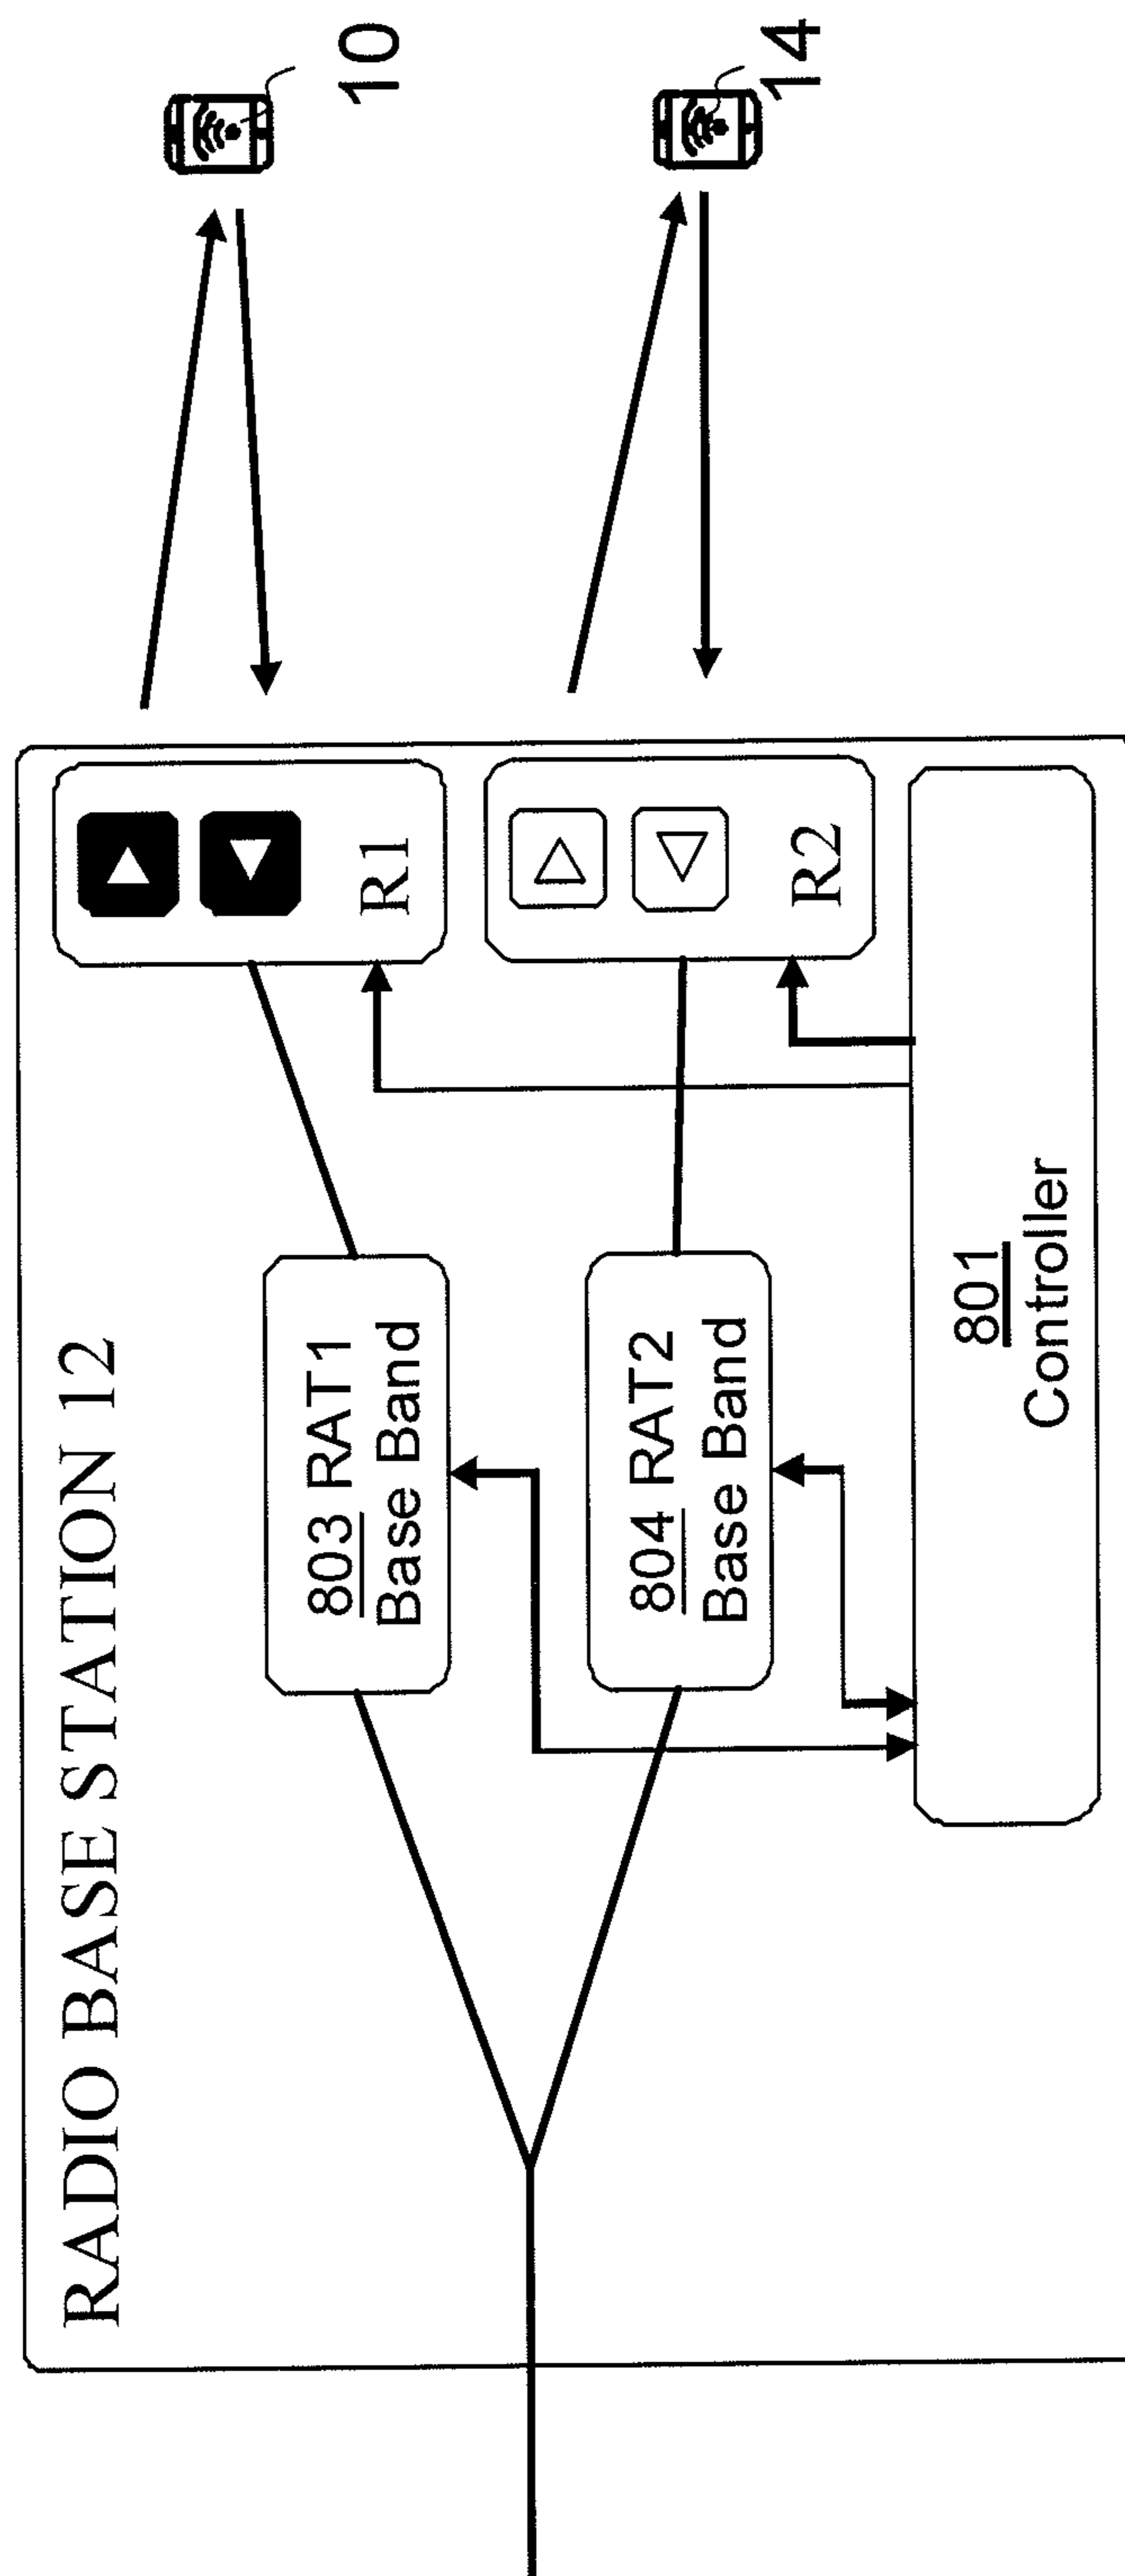 RADIO BASE STATION 12
803 RAT1
Base Band
804 RAT2
Base Band
801
Controller
R1
R2
10
14